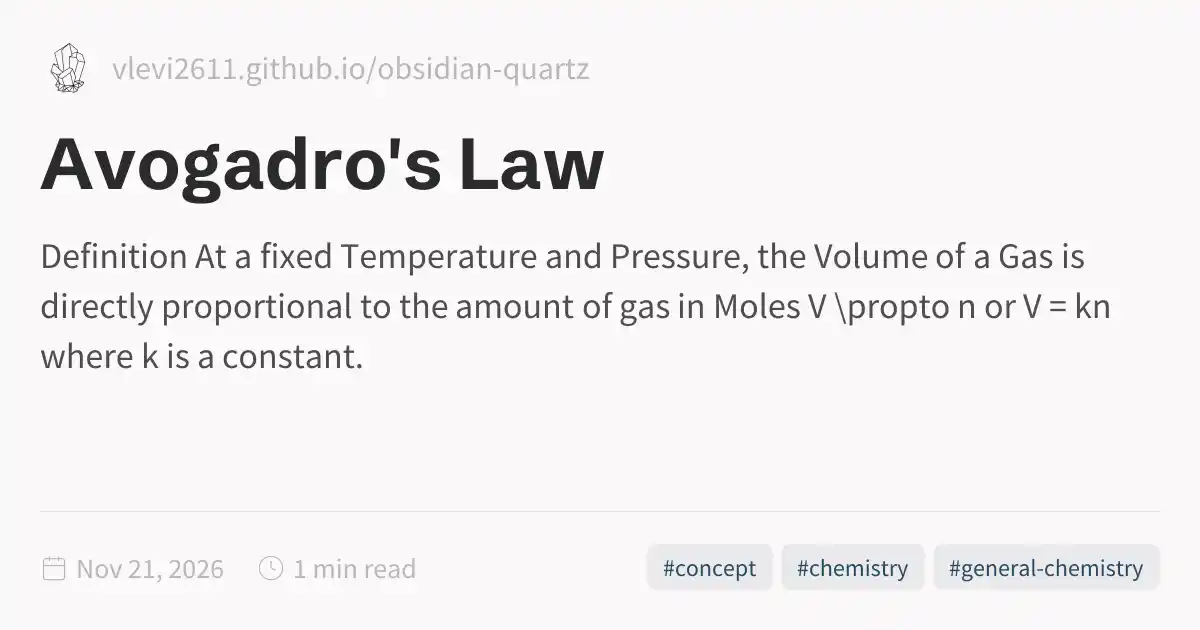 vlevi2611.github.io/obsidian-quartz
Avogadro's Law
Definition At a fixed Temperature and Pressure, the Volume of a Gas is
directly proportional to the amount of gas in Moles V \propto n or V = kn
where k is a constant.
Nov 21, 2026 1 min read #concept #chemistry #general-chemistry